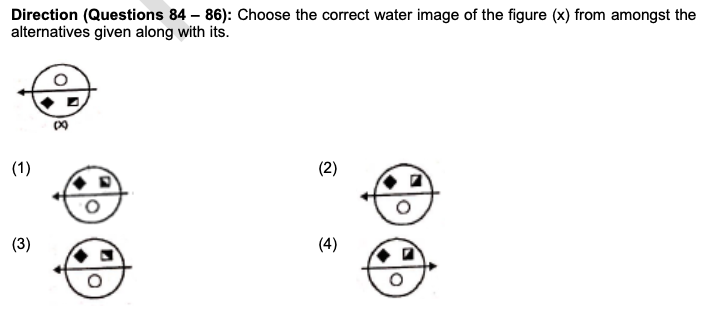 Direction (Questions 84 – 86): Choose the correct water image of the figure (x) from amongst the
alternatives given along with its.
(x)
(1)
(2)
(3)
(4)